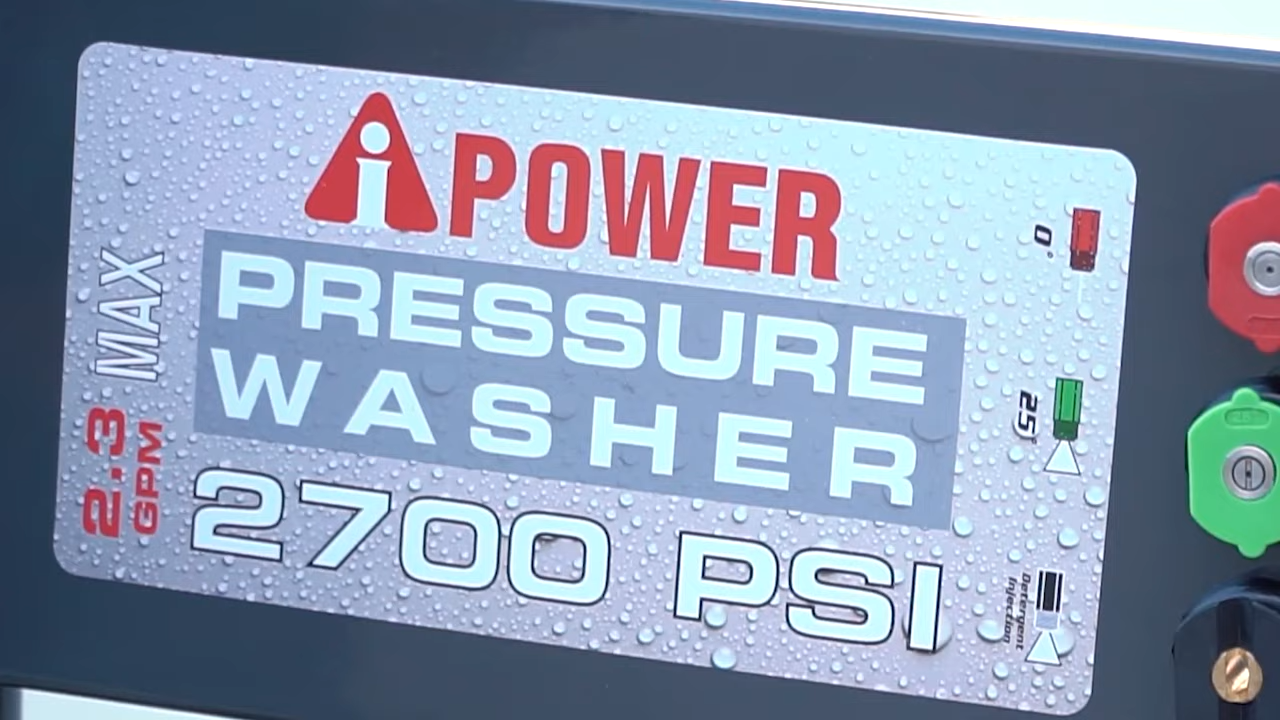 iPOWER
PRESSURE
WASHER
2700 PSI
2.3
GPM
MAX
0°
25°
Detergent
Injection